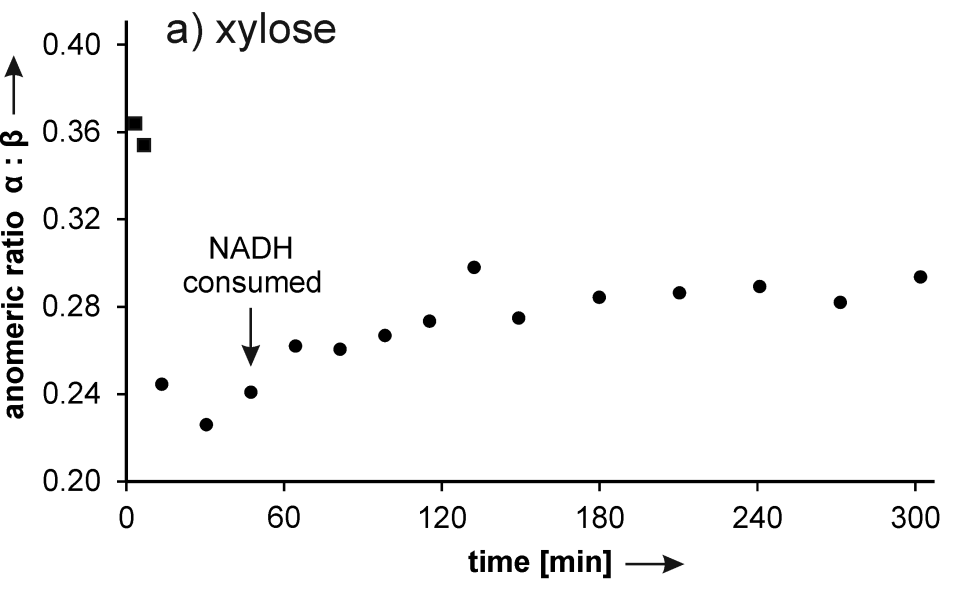 a) xylose
anomeric ratio α : β
0.40
0.36
0.32
0.28
0.24
0.20
NADH
consumed
0 60 120 180 240 300
time [min]